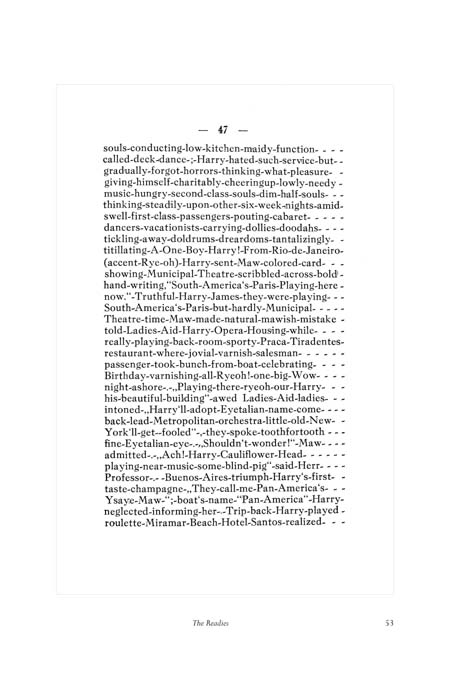 — 47 —
souls-conducting-low-kitchen-maidy-function- - - -
called-deck-dance-;-Harry-hated-such-service-but- -
gradually-forgot-horrors-thinking-what-pleasure- -
giving-himself-charitably-cheeringup-lowly-needy -
music-hungry-second-class-souls-dim-half-souls- - -
thinking-steadily-upon-other-six-week-nights-amid-
swell-first-class-passengers-pouting-cabaret- - - - -
dancers-vacationists-carrying-dollies-doodahs- - - -
tickling-away-doldrums-dreardoms-tantalizingly- -
titillating-A-One-Boy-Harry!-From-Rio-de-Janeiro-
(accent-Rye-oh)-Harry-sent-Maw-colored-card- - -
showing-Municipal-Theatre-scribbled-across-bold-
hand-writing,"South-America's-Paris-Playing-here -
now."-Truthful-Harry-James-they-were-playing- - -
South-America's-Paris-but-hardly-Municipal- - - - -
Theatre-time-Maw-made-natural-mawish-mistake -
told-Ladies-Aid-Harry-Opera-Housing-while- - - -
really-playing-back-room-sporty-Praca-Tiradentes-
restaurant-where-jovial-varnish-salesman- - - - - -
passenger-took-bunch-from-boat-celebrating- - - -
Birthday-varnishing-all-Ryeoh!-one-big-Wow- - - -
night-ashore-.-„Playing-there-ryeoh-our-Harry- - -
his-beautiful-building"-awed Ladies-Aid-ladies- - -
intoned-„Harry'll-adopt-Eyetalian-name-come- - - -
back-lead-Metropolitan-orchestra-little-old-New- -
York'll-get--fooled"-,-they-spoke-toothfortooth - - -
fine-Eyetalian-eye-.-„Shouldn't-wonder!"-Maw- - - -
admitted-.-„Ach!-Harry-Cauliflower-Head- - - - - -
playing-near-music-some-blind-pig"-said-Herr- - - -
Professor-.- -Buenos-Aires-triumph-Harry's-first- -
taste-champagne-„They-call-me-Pan-America's- - -
Ysaye-Maw-";-boat's-name-"Pan-America"-Harry-
neglected-informing-her-.-Trip-back-Harry-played -
roulette-Miramar-Beach-Hotel-Santos-realized- - -
The Readies 53